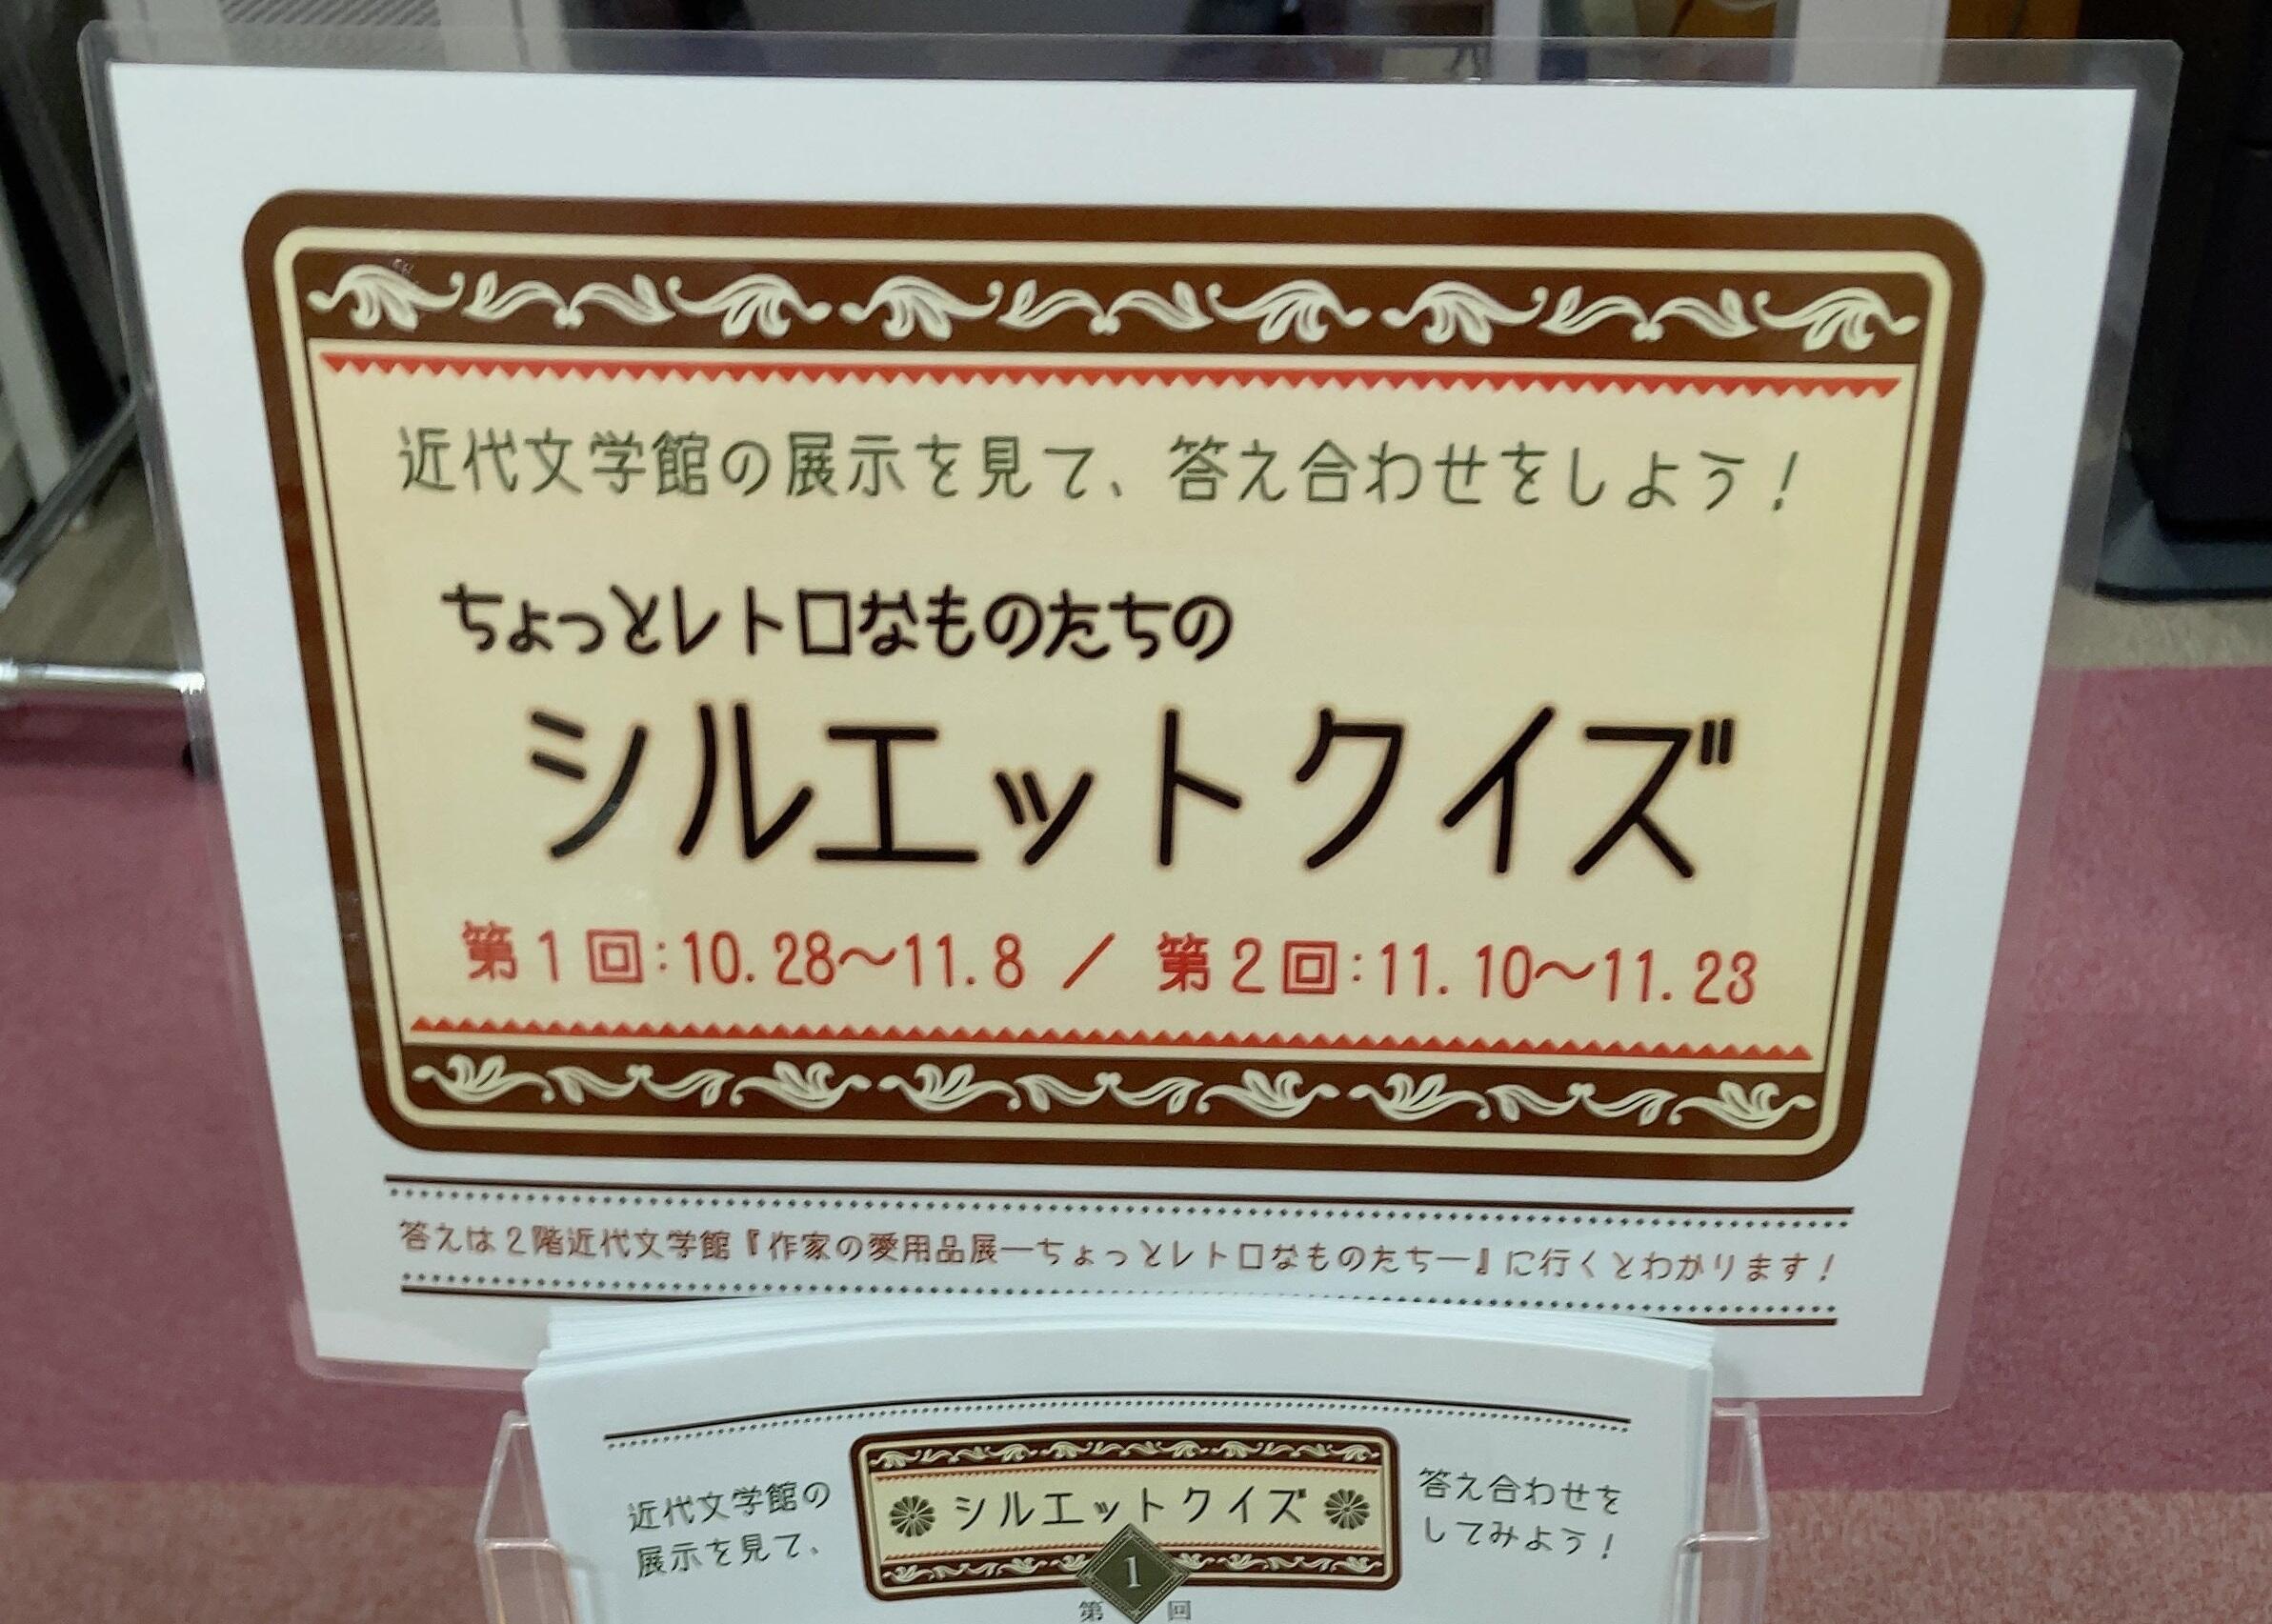 近代文学館の展示を見て、答え合わせをしよう!
ちょっとレトロなものたちの
シルエットクイズ
第1回:10.28~11.8 / 第2回:11.10~11.23
答えは2階近代文学館『作家の愛用品展―ちょっとレトロなものたち―』に行くとわかります!
近代文学館の
展示を見て、
シルエットクイズ
第1回
答え合わせを
してみよう!